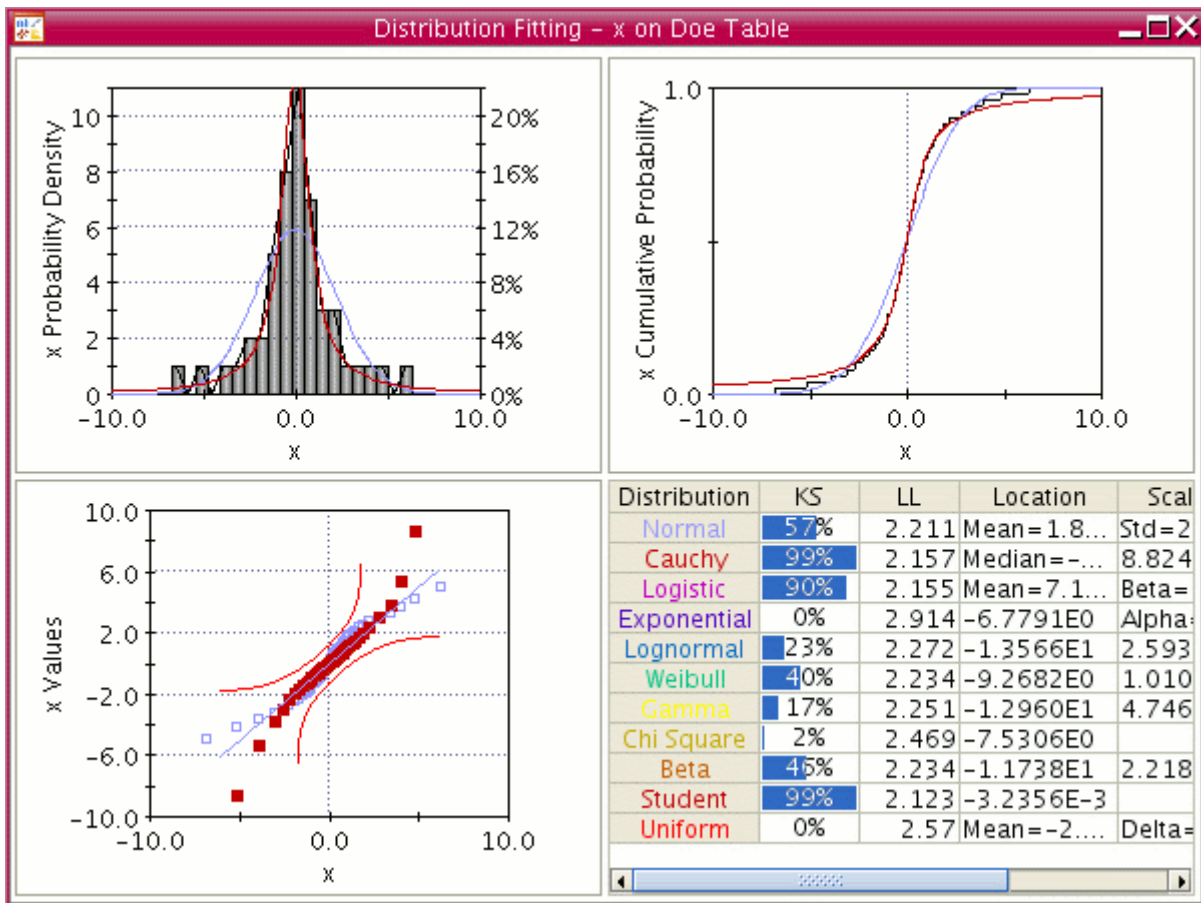 Distribution Fitting - x on Doe Table
x Probability Density
10
8
6
4
2
0
20%
16%
12%
8%
4%
0%
-10.0 0.0 10.0
x
x Cumulative Probability
1.0
0.0
-10.0 0.0 10.0
x
x Values
10.0
6.0
2.0
-2.0
-6.0
-10.0
-10.0 0.0 10.0
x
Distribution KS LL Location Scal
Normal 57% 2.211 Mean=1.8... Std=2
Cauchy 99% 2.157 Median=-... 8.824
Logistic 90% 2.155 Mean=7.1... Beta=
Exponential 0% 2.914 -6.7791E0 Alpha=
Lognormal 23% 2.272 -1.3566E1 2.593
Weibull 40% 2.234 -9.2682E0 1.010
Gamma 17% 2.251 -1.2960E1 4.746
Chi Square 2% 2.469 -7.5306E0
Beta 46% 2.234 -1.1738E1 2.218
Student 99% 2.123 -3.2356E-3
Uniform 0% 2.57 Mean=-2.... Delta=